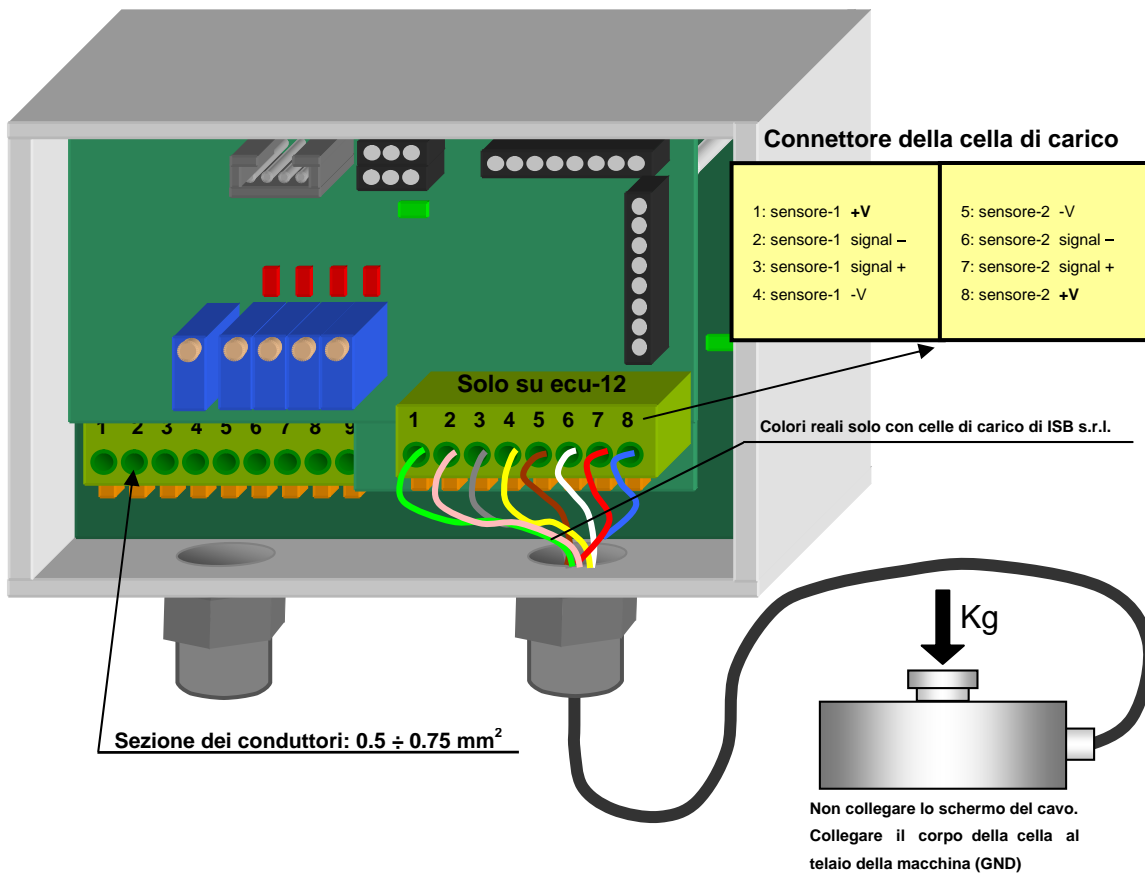 Connettore della cella di carico
1: sensore-1 +V
2: sensore-1 signal –
3: sensore-1 signal +
4: sensore-1 -V
5: sensore-2 -V
6: sensore-2 signal –
7: sensore-2 signal +
8: sensore-2 +V
Solo su ecu-12
1 2 3 4 5 6 7 8
1 2 3 4 5 6 7 8 9
Colori reali solo con celle di carico di ISB s.r.l.
Kg
Sezione dei conduttori: 0.5 ÷ 0.75 mm²
Non collegare lo schermo del cavo.
Collegare il corpo della cella al
telaio della macchina (GND)